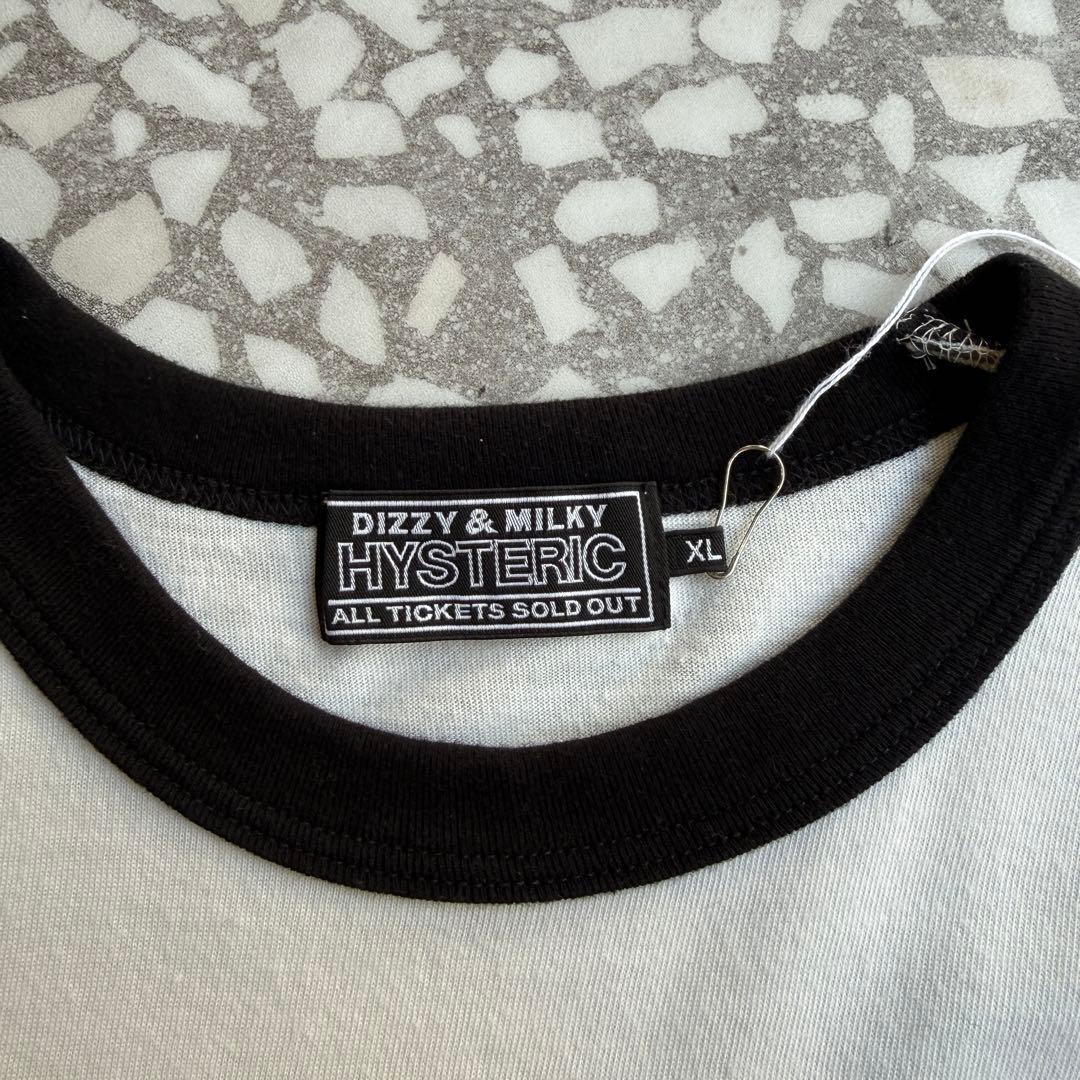 DIZZY & MILKY
HYSTERIC
ALL TICKETS SOLD OUT
XL